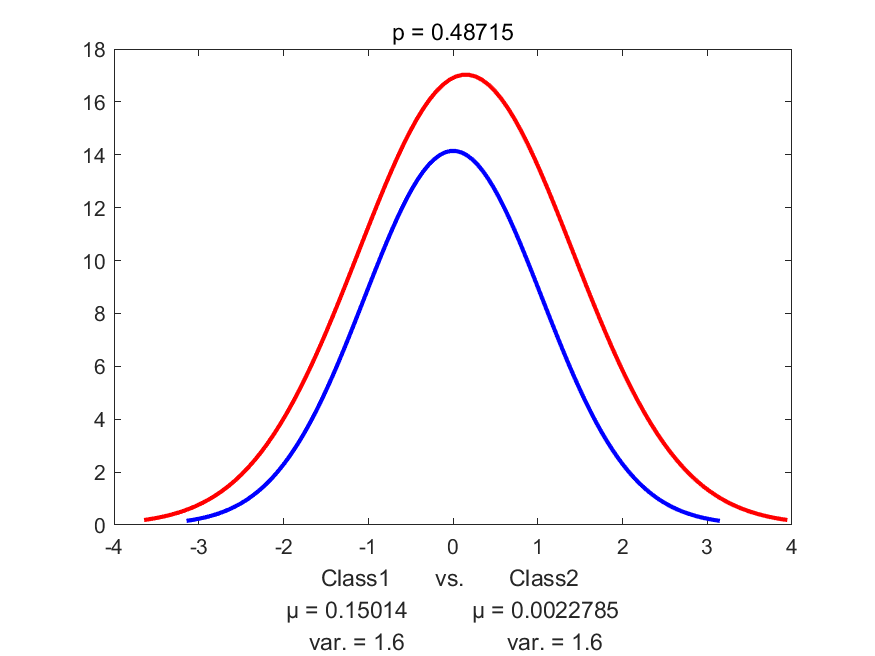 p = 0.48715
18
16
14
12
10
8
6
4
2
0
-4 -3 -2 -1 0 1 2 3 4
Class1 vs. Class2
μ = 0.15014 μ = 0.0022785
var. = 1.6 var. = 1.6